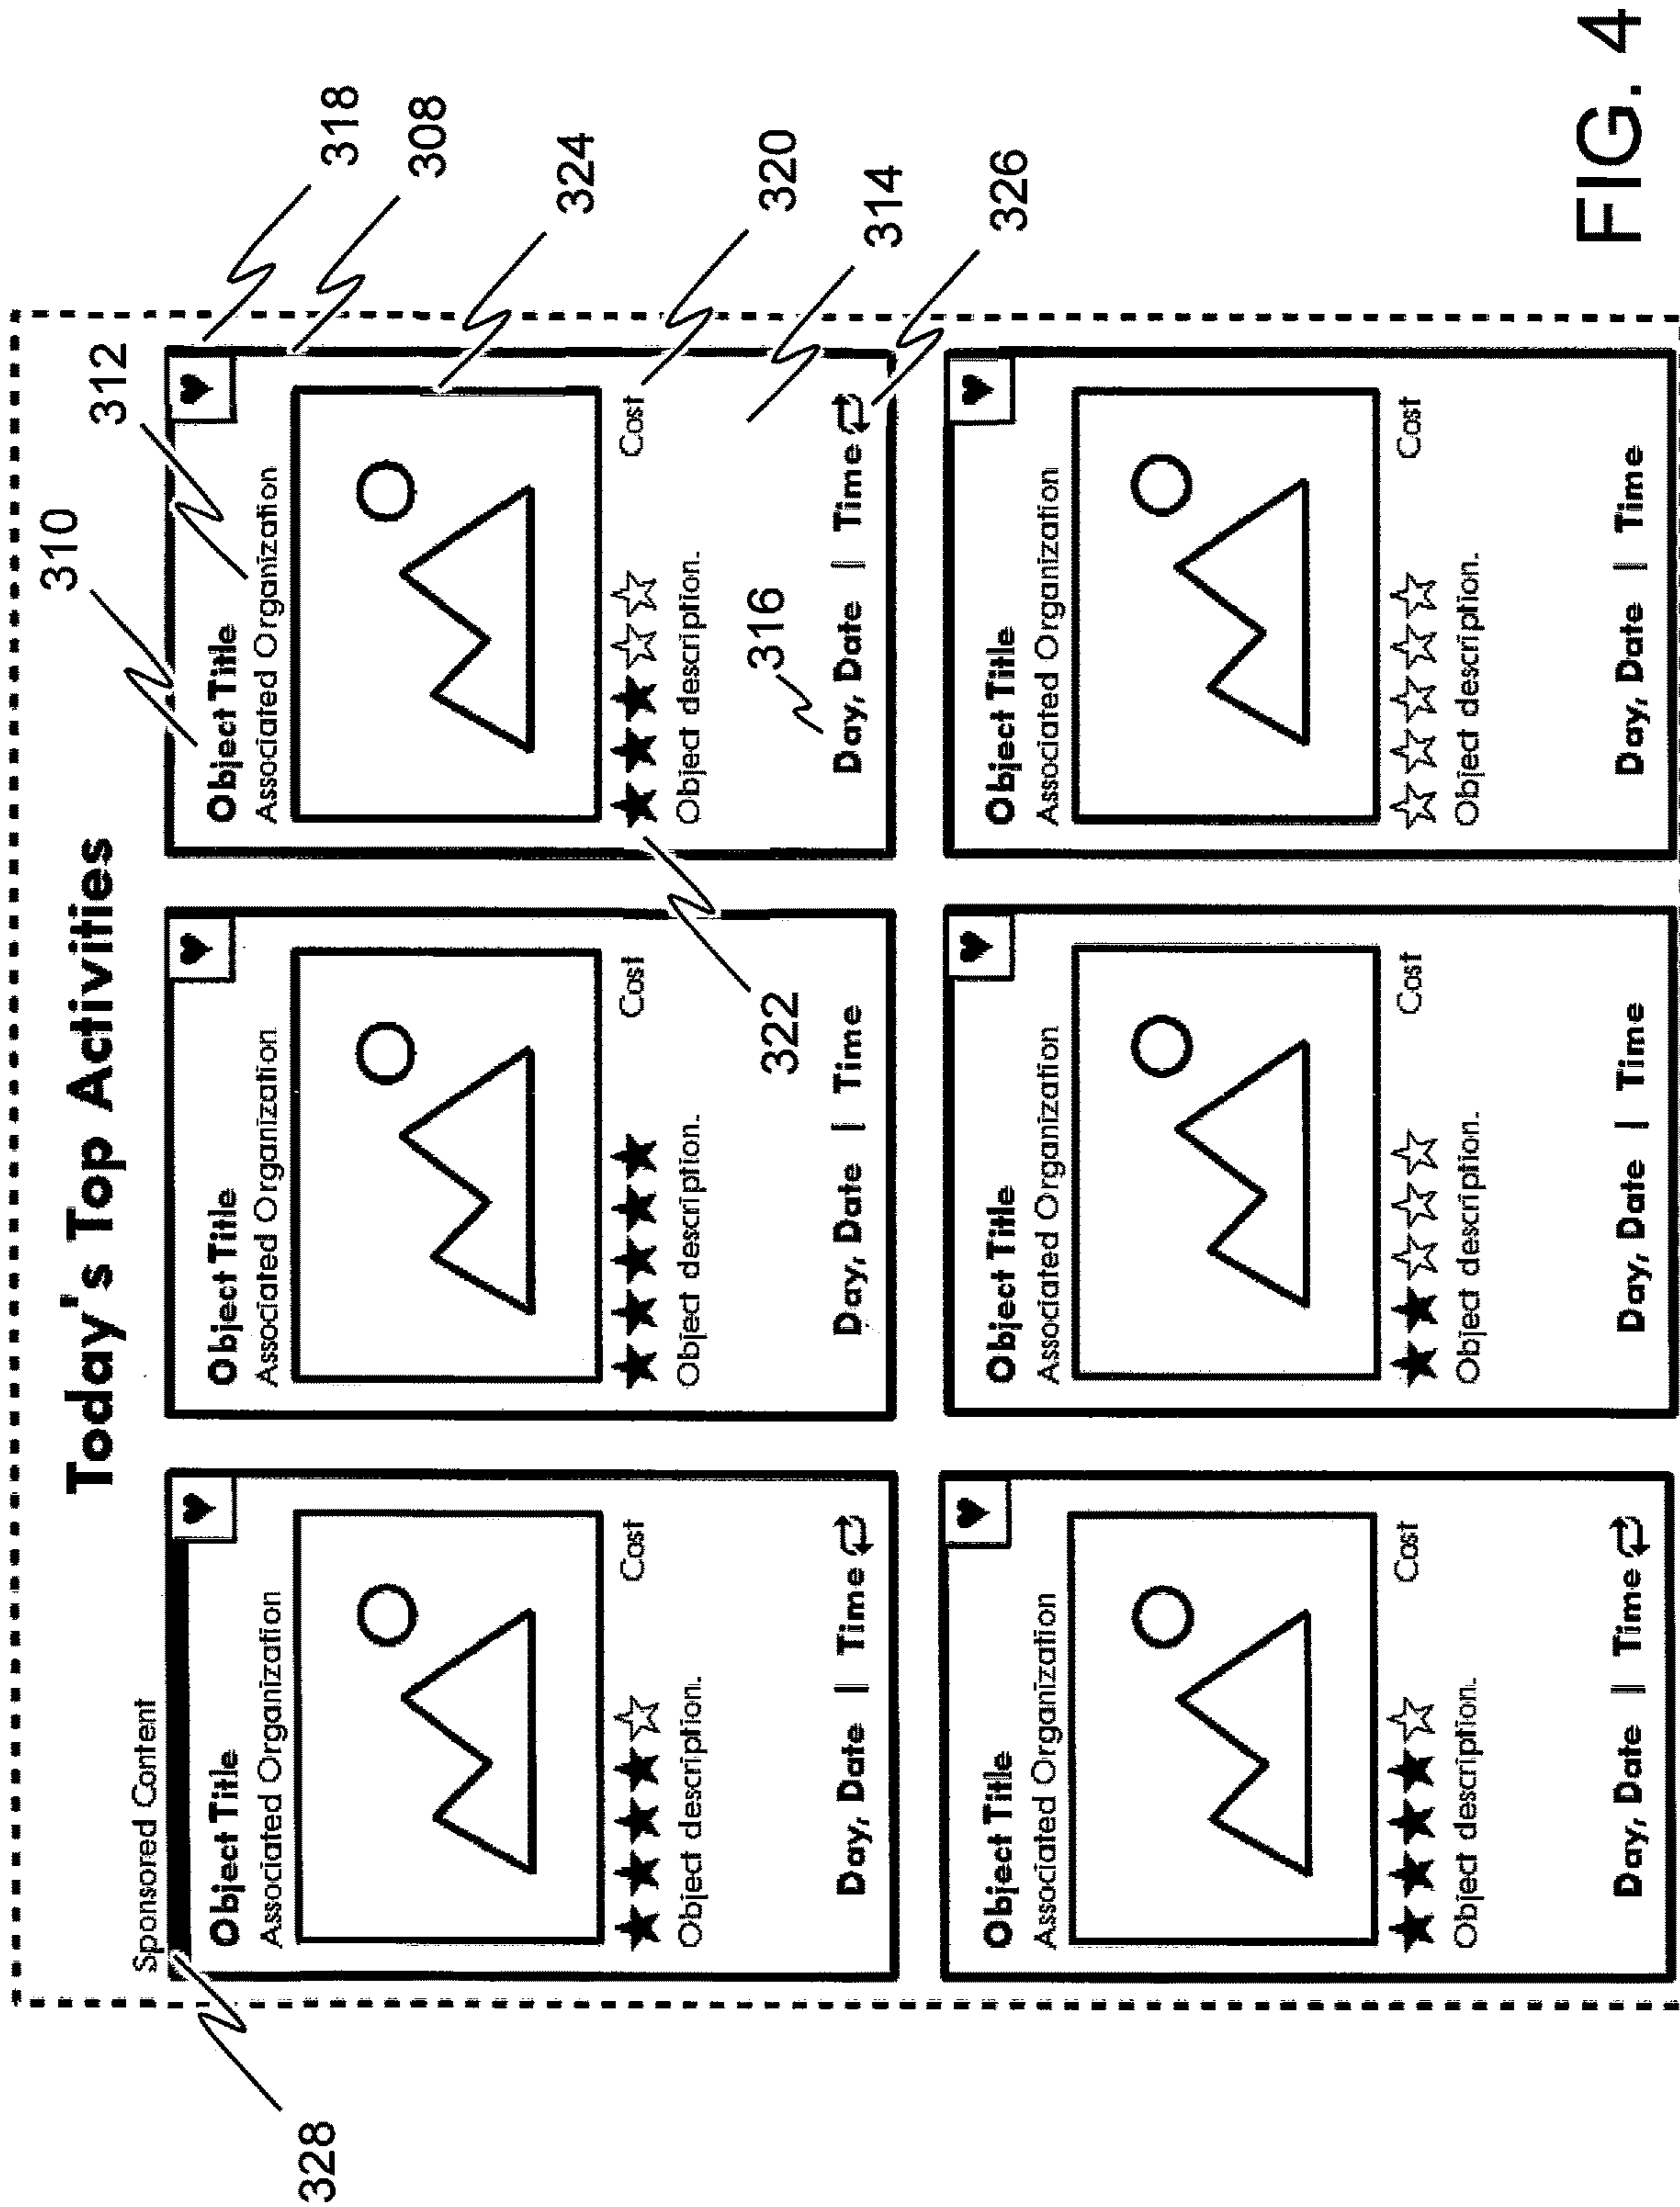 310
Today's Top Activities
312
Sponsored Content
Object Title Object Title Object Title
Associated Organization Associated Organization Associated Organization
328
318
308
324
Cost Cost Cost
Object description. Object description. Object description.
322 316 320
Day, Date | Time Day, Date | Time Day, Date | Time
314
326
Object Title Object Title Object Title
Associated Organization Associated Organization Associated Organization
Cost Cost Cost
Object description. Object description. Object description.
Day, Date | Time Day, Date | Time Day, Date | Time
FIG. 4